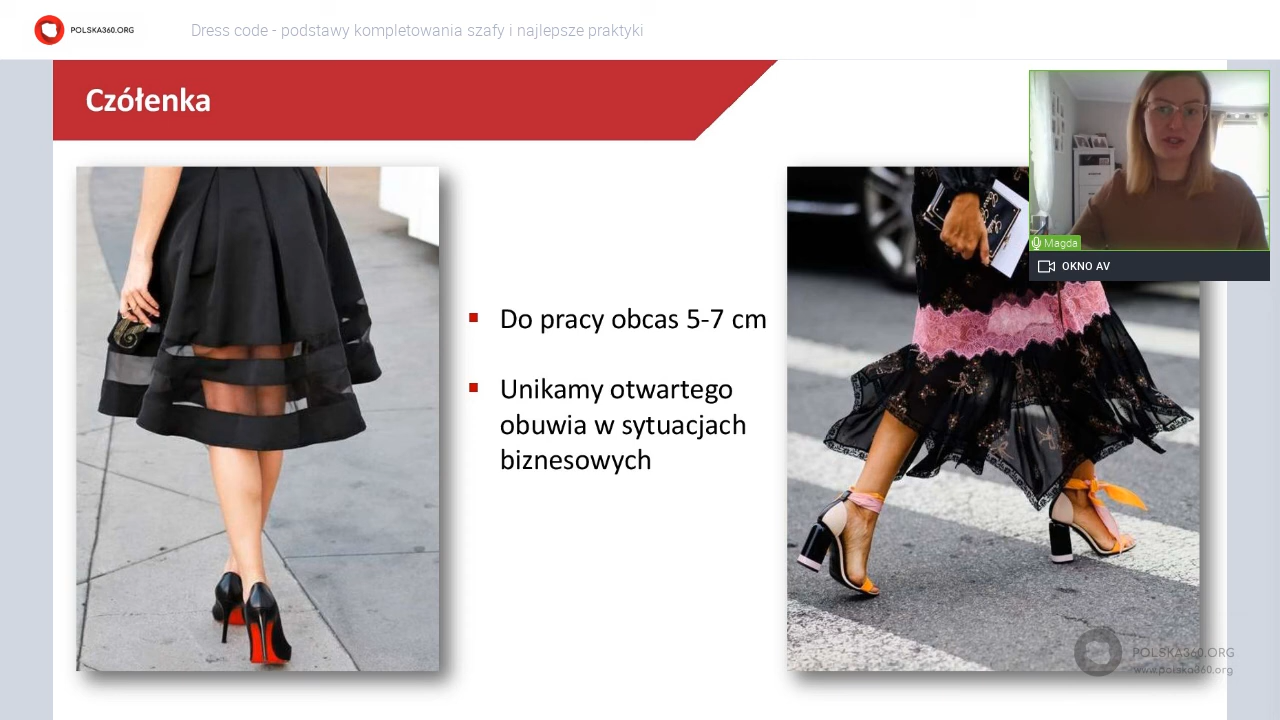 POLSKA360.ORG
Dress code - podstawy kompletowania szafy i najlepsze praktyki
Czółenka
Magda
OKNO AV
Do pracy obcas 5-7 cm
Unikamy otwartego
obuwia w sytuacjach
biznesowych
POLSKA360.ORG
www.polska360.org